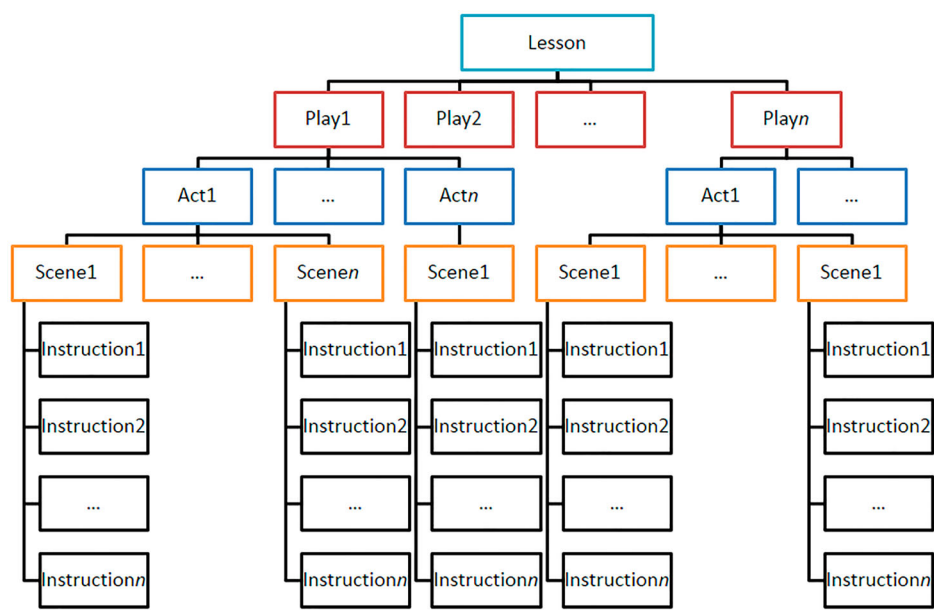 Lesson
Play1 Play2 ... Playn
Act1 ... Actn Act1 ...
Scene1 ... Scenen Scene1 Scene1 ... Scene1
Instruction1 Instruction1 Instruction1 Instruction1 Instruction1
Instruction2 Instruction2 Instruction2 Instruction2 Instruction2
... ... ... ... ...
Instructionn Instructionn Instructionn Instructionn Instructionn